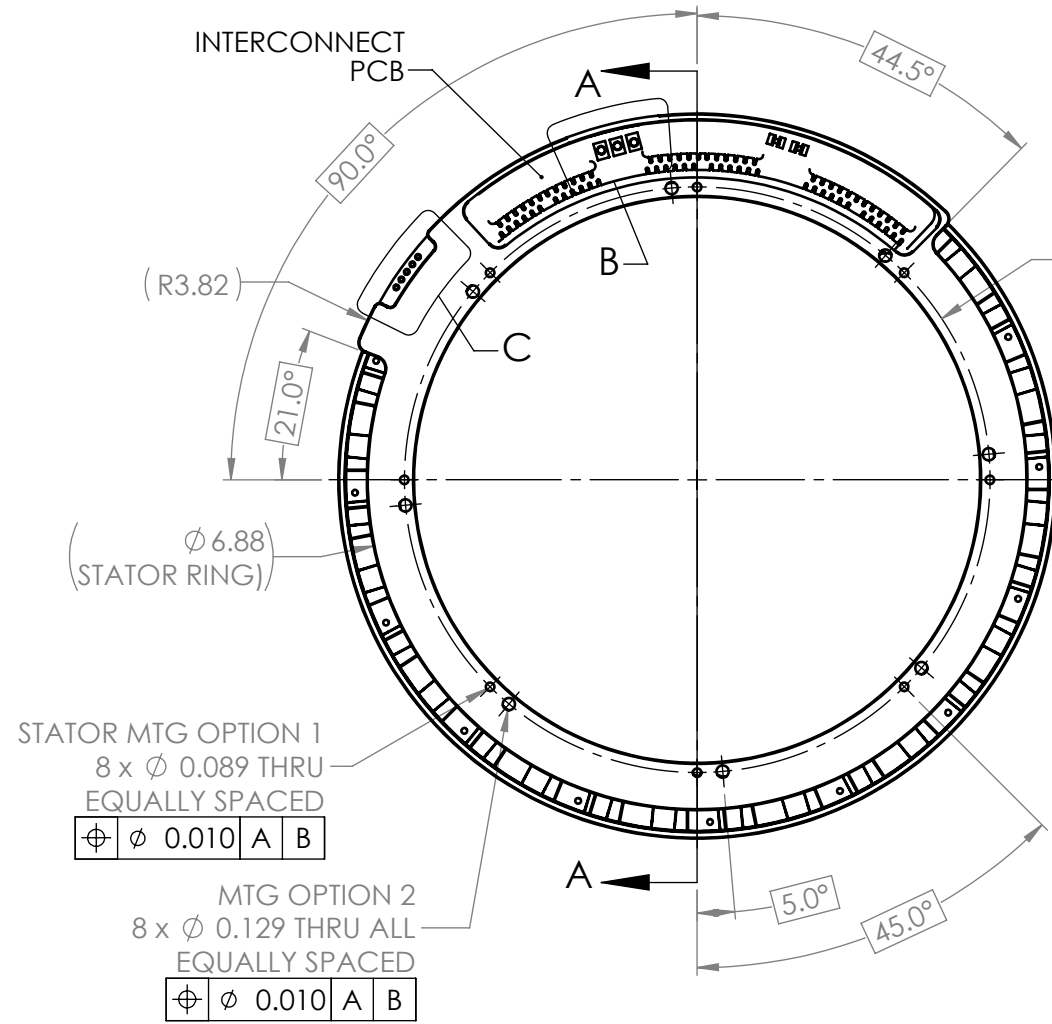 INTERCONNECT
PCB
A
44.5°
90.0°
B
(R3.82)
C
21.0°
(Ø6.88
STATOR RING)
STATOR MTG OPTION 1
8 x Ø 0.089 THRU
EQUALLY SPACED
⌖ Ø 0.010 A B
A
MTG OPTION 2
8 x Ø 0.129 THRU ALL
EQUALLY SPACED
⌖ Ø 0.010 A B
5.0°
45.0°